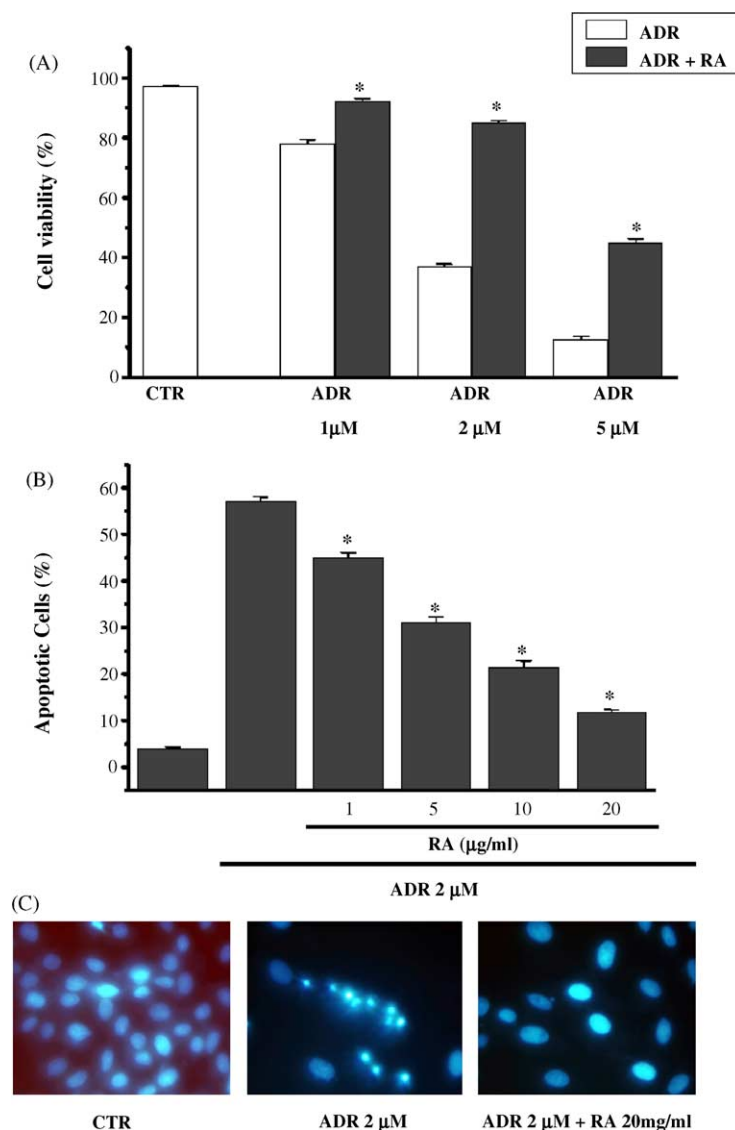 ADR
ADR + RA
(A)
Cell viability (%)
100
80
60
40
20
0
* * *
CTR ADR ADR ADR
1μM 2 μM 5 μM
(B)
Apoptotic Cells (%)
60
50
40
30
20
10
0
* * * *
1 5 10 20
RA (μg/ml)
ADR 2 μM
(C)
CTR ADR 2 μM ADR 2 μM + RA 20mg/ml